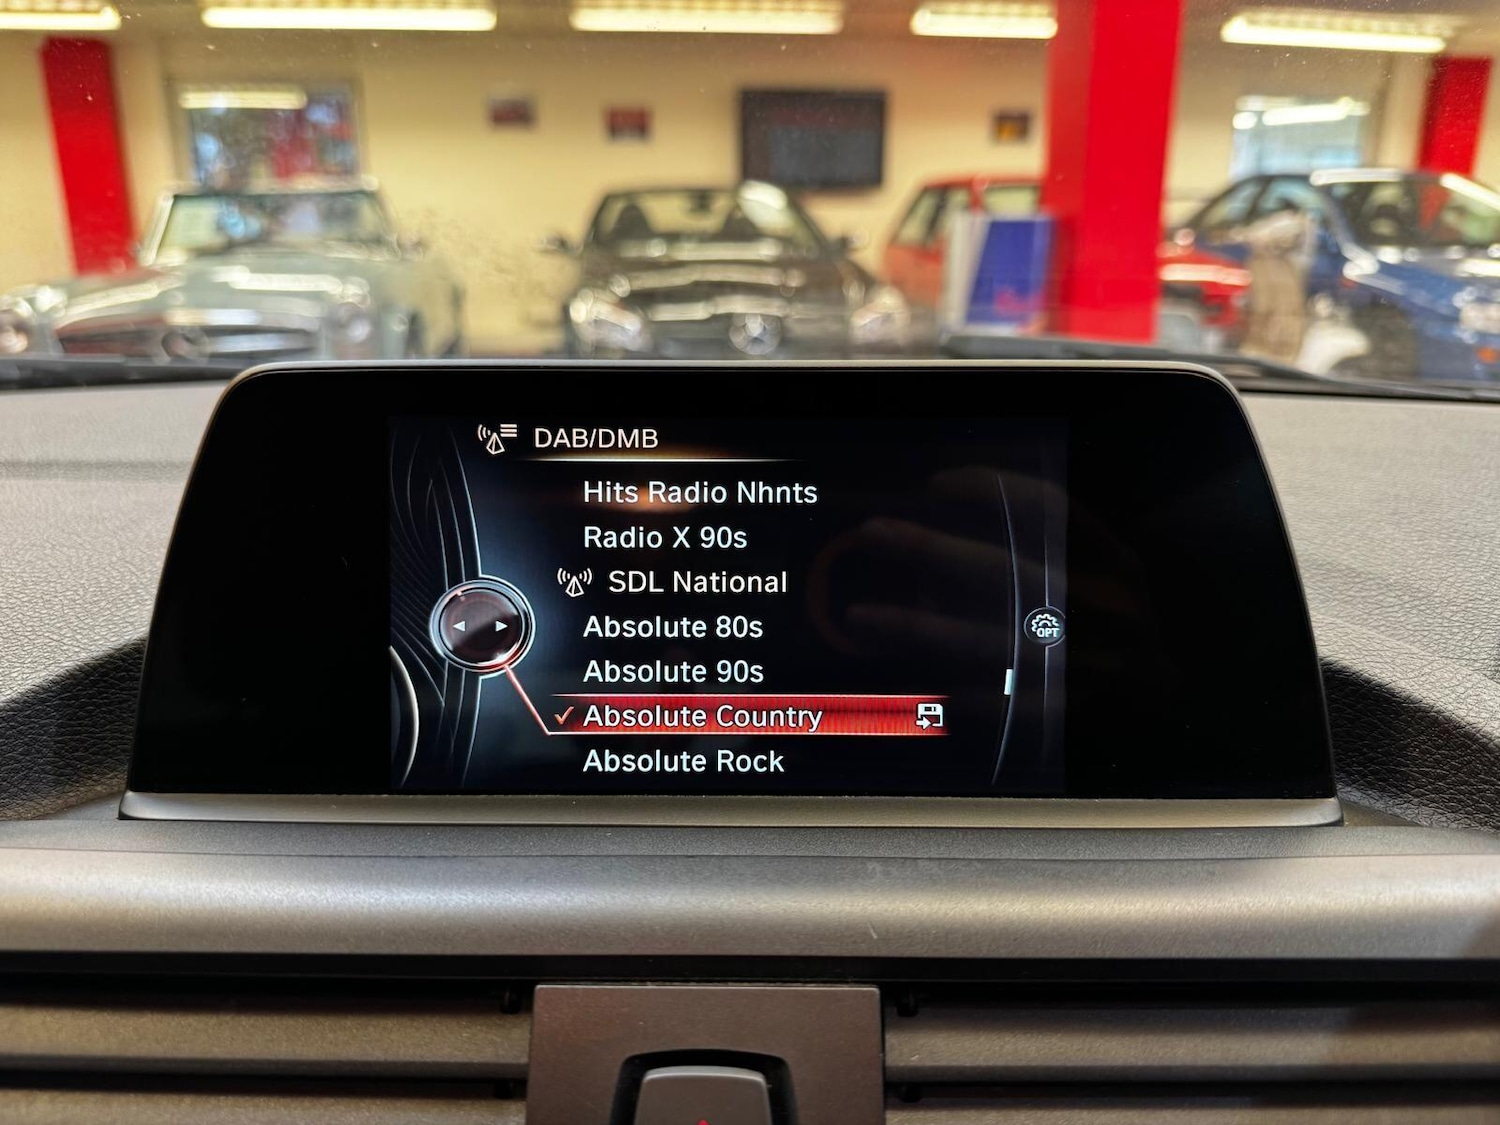 DAB/DMB
Hits Radio Nhnts
Radio X 90s
SDL National
Absolute 80s
Absolute 90s
✓ Absolute Country
Absolute Rock
OPT